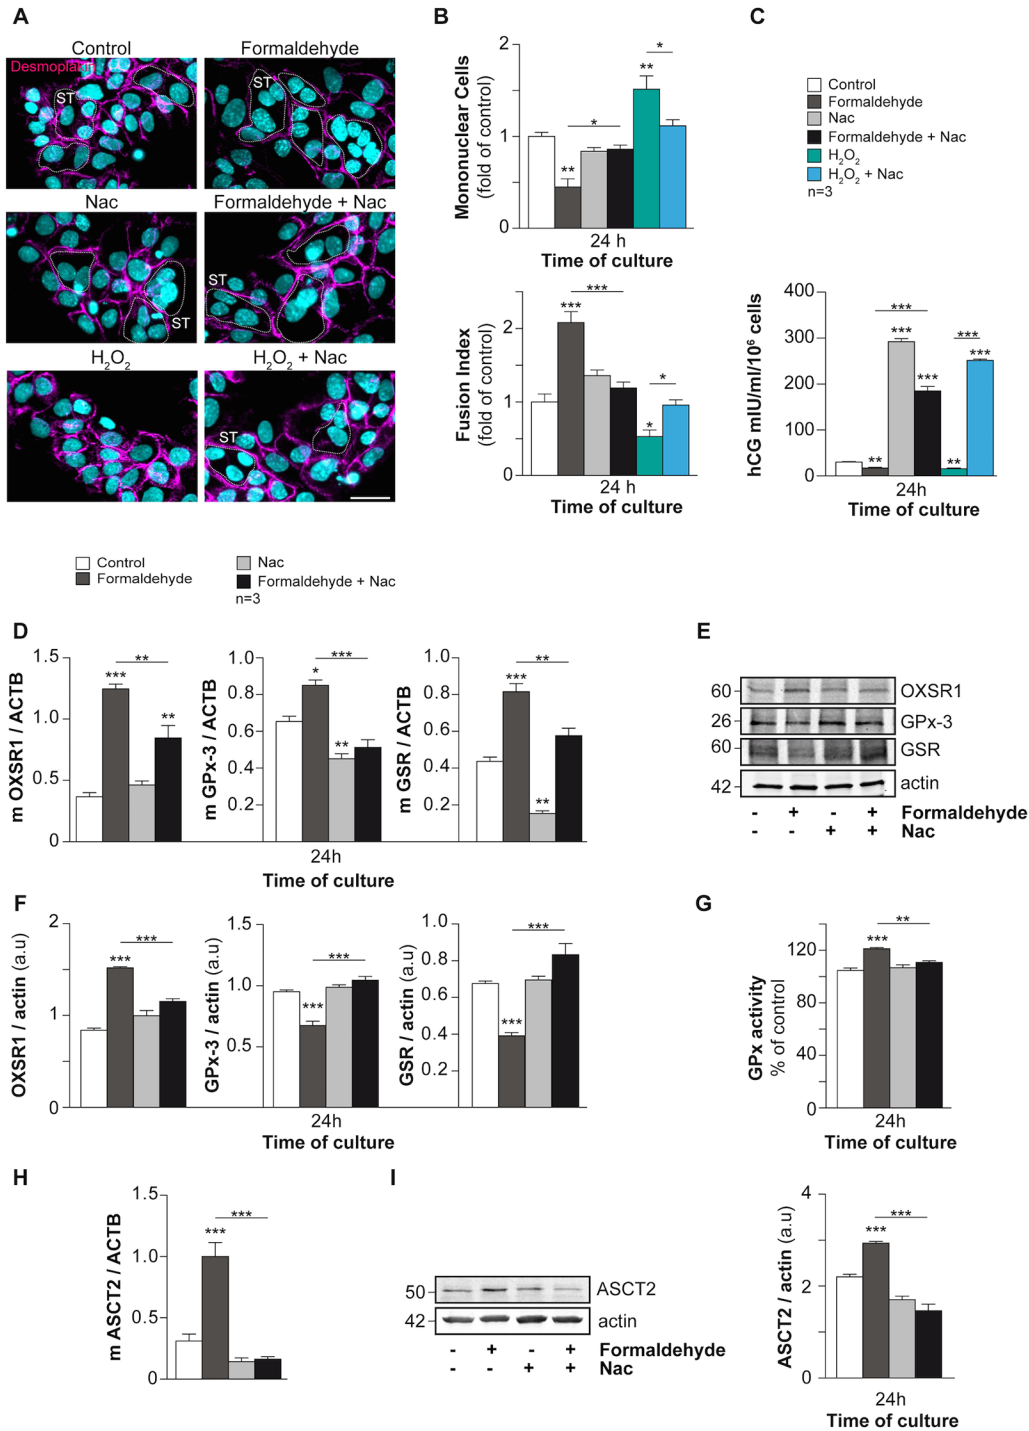 A
Control
Formaldehyde
Desmoplakin
ST
ST
Nac
Formaldehyde + Nac
ST
ST
H2O2
H2O2 + Nac
ST
B
Mononuclear Cells
(fold of control)
2
1
0
**
*
**
*
24 h
Time of culture
Fusion Index
(fold of control)
2
1
0
***
***
*
*
24 h
Time of culture
C
Control
Formaldehyde
Nac
Formaldehyde + Nac
H2O2
H2O2 + Nac
n=3
hCG mIU/ml/10⁶ cells
400
300
200
100
0
**
***
***
***
**
***
***
24h
Time of culture
Control
Formaldehyde
Nac
Formaldehyde + Nac
n=3
D
m OXSR1 / ACTB
1.5
1.0
0.5
0
***
**
**
m GPx-3 / ACTB
1.0
0.8
0.6
0.4
0.2
*
***
**
m GSR / ACTB
1.0
0.8
0.6
0.4
0.2
***
**
**
24h
Time of culture
E
60
OXSR1
26
GPx-3
60
GSR
42
actin
- + - + Formaldehyde
- - + + Nac
F
OXSR1 / actin (a.u)
2
1
0
***
***
GPx-3 / actin (a.u)
1.5
1.0
0.5
***
***
GSR / actin (a.u)
1.0
0.8
0.6
0.4
0.2
***
***
24h
Time of culture
G
GPx activity
% of control
120
80
40
0
***
**
24h
Time of culture
H
m ASCT2 / ACTB
1.5
1.0
0.5
0
***
***
I
50
ASCT2
42
actin
- + - + Formaldehyde
- - + + Nac
ASCT2 / actin (a.u)
4
2
0
***
***
24h
Time of culture